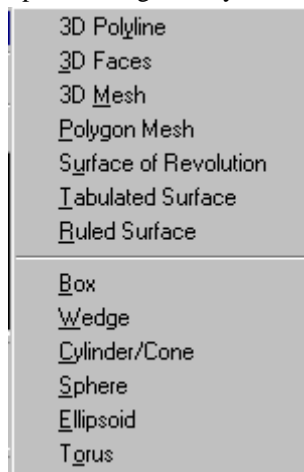 3D Polyline
3D Faces
3D Mesh
Polygon Mesh
Surface of Revolution
Tabulated Surface
Ruled Surface
Box
Wedge
Cylinder/Cone
Sphere
Ellipsoid
Torus